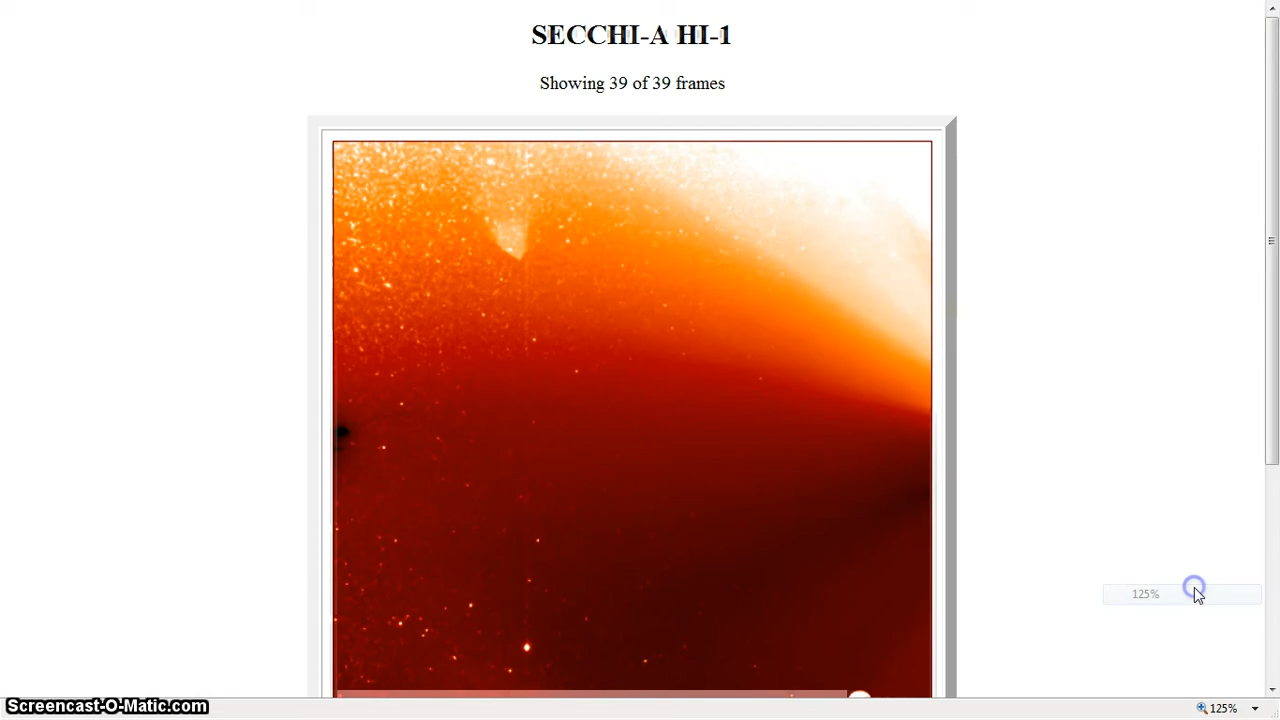 SECCHI-A HI-1
Showing 39 of 39 frames
125%
Screencast-O-Matic.com
125%